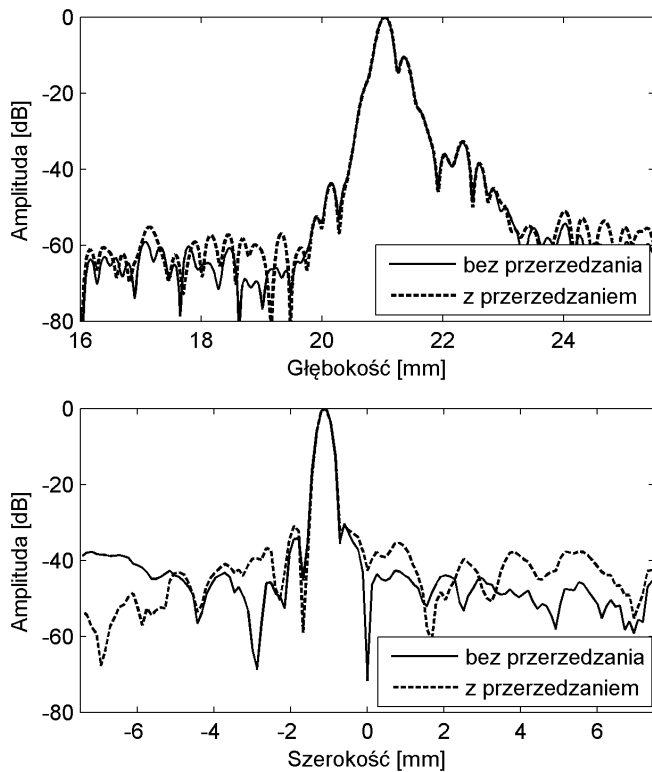 0
-20
-40
-60
-80
Amplituda [dB]
bez przerzedzania
z przerzedzaniem
16 18 20 22 24
Głębokość [mm]
0
-20
-40
-60
-80
Amplituda [dB]
bez przerzedzania
z przerzedzaniem
-6 -4 -2 0 2 4 6
Szerokość [mm]